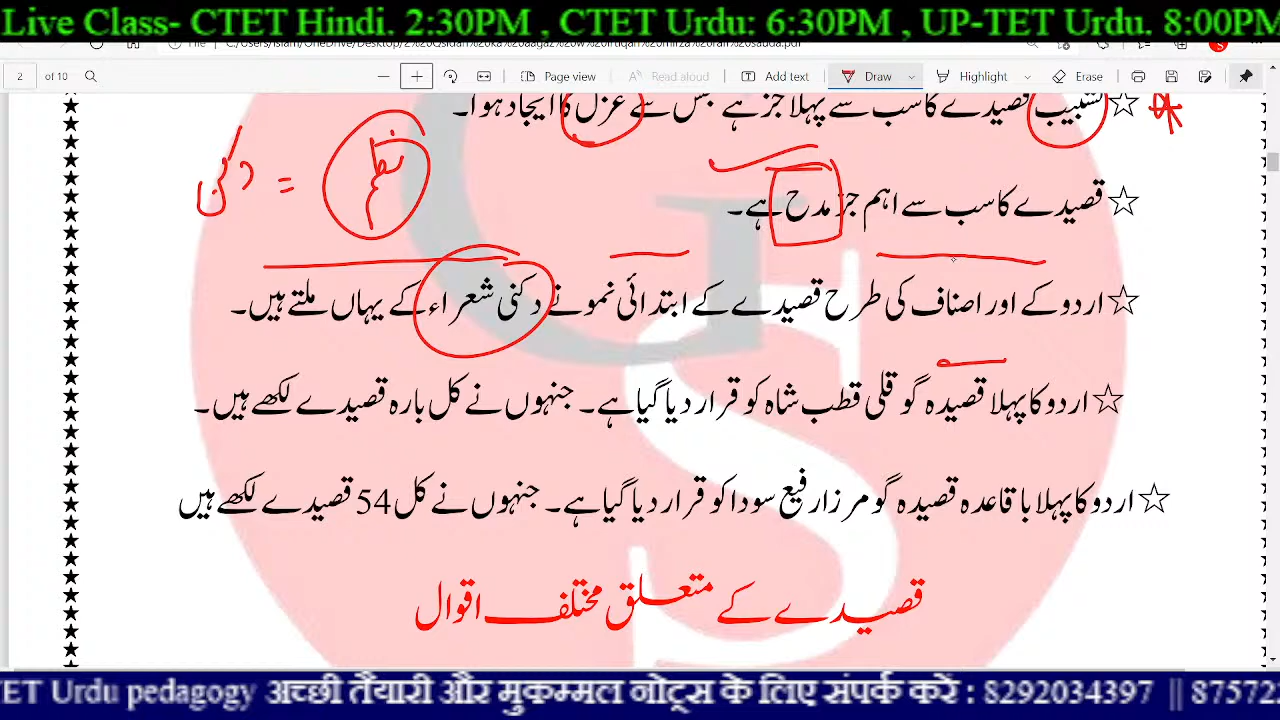 Live Class- CTET Hindi. 2:30PM , CTET Urdu: 6:30PM , UP-TET Urdu. 8:00PM
2 of 10
Page view
Read aloud
Add text
Draw
Highlight
Erase
تشبیب قصیدے کا سب سے پہلا جز ہے جس سے غزل کا ایجاد ہوا۔
دکن = نظم
قصیدے کا سب سے اہم جز مدح ہے۔
اردو کے اور اصناف کی طرح قصیدے کے ابتدائی نمونے دکنی شعراء کے یہاں ملتے ہیں۔
اردو کا پہلا قصیدہ گو قلی قطب شاہ کو قرار دیا گیا ہے۔ جنہوں نے کل بارہ قصیدے لکھے ہیں۔
اردو کا پہلا باقاعدہ قصیدہ گو مرزا رفیع سودا کو قرار دیا گیا ہے۔ جنہوں نے کل 54 قصیدے لکھے ہیں
قصیدے کے متعلق مختلف اقوال
TET Urdu pedagogy अच्छी तैयारी और मुकम्मल नोट्स के लिए संपर्क करें : 8292034397 || 87572